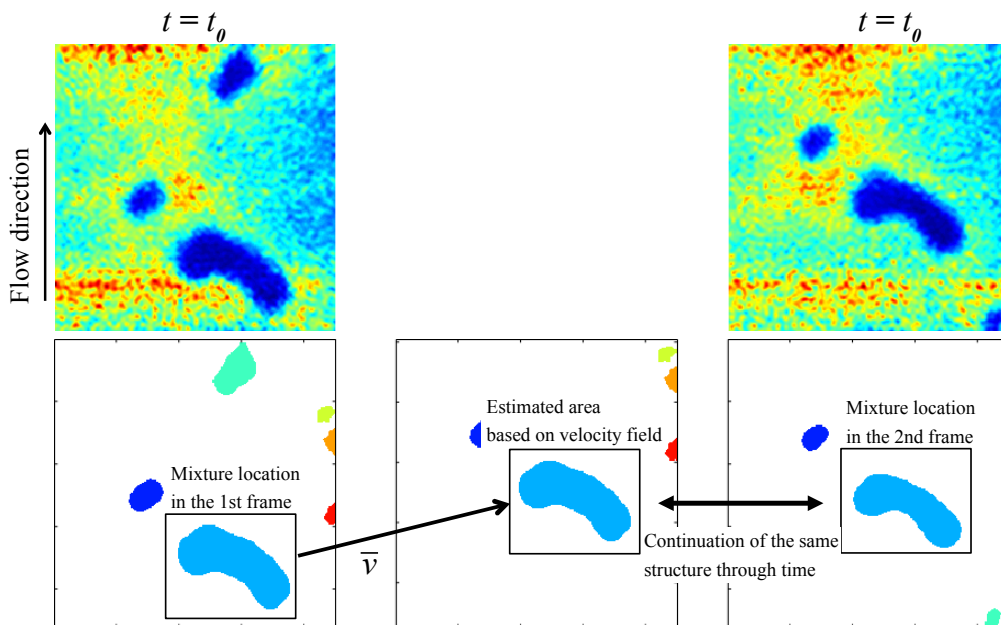 t = t₀
t = t₀
Flow direction
Estimated area
based on velocity field
Mixture location
in the 2nd frame
Mixture location
in the 1st frame
v̅
Continuation of the same
structure through time